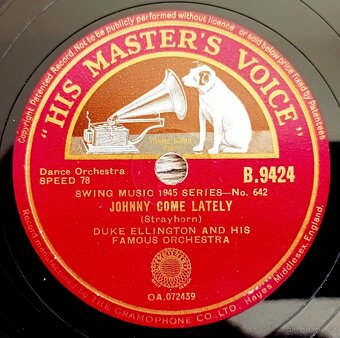 Not to be publicly performed without licence or sold below price fixed by Patentees
Copyright Patented Record.
"HIS MASTER'S VOICE"
Dance Orchestra
SPEED 78
B.9424
SWING MUSIC 1945 SERIES—No. 642
JOHNNY COME LATELY
(Strayhorn)
DUKE ELLINGTON AND HIS
FAMOUS ORCHESTRA
OA.072439
Manufactured by THE GRAMOPHONE CO., LTD., Hayes Middlesex England.